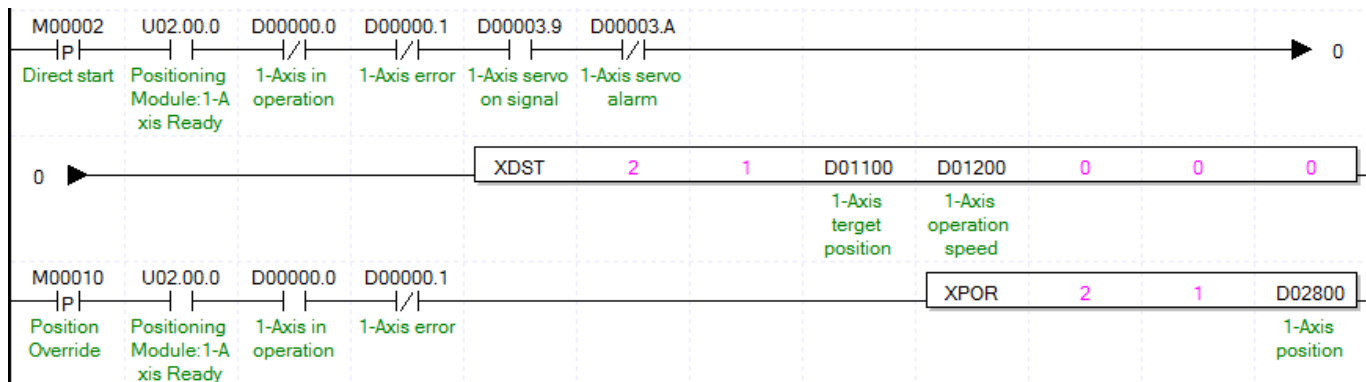 M00002 U02.00.0 D00000.0 D00000.1 D00003.9 D00003.A
P
0
Direct start Positioning 1-Axis in 1-Axis error 1-Axis servo 1-Axis servo
Module:1-A operation on signal alarm
xis Ready
0 XDST 2 1 D01100 D01200 0 0 0
1-Axis 1-Axis
terget operation
position speed
M00010 U02.00.0 D00000.0 D00000.1
P XPOR 2 1 D02800
Position Positioning 1-Axis in 1-Axis error 1-Axis
Override Module:1-A operation position
xis Ready